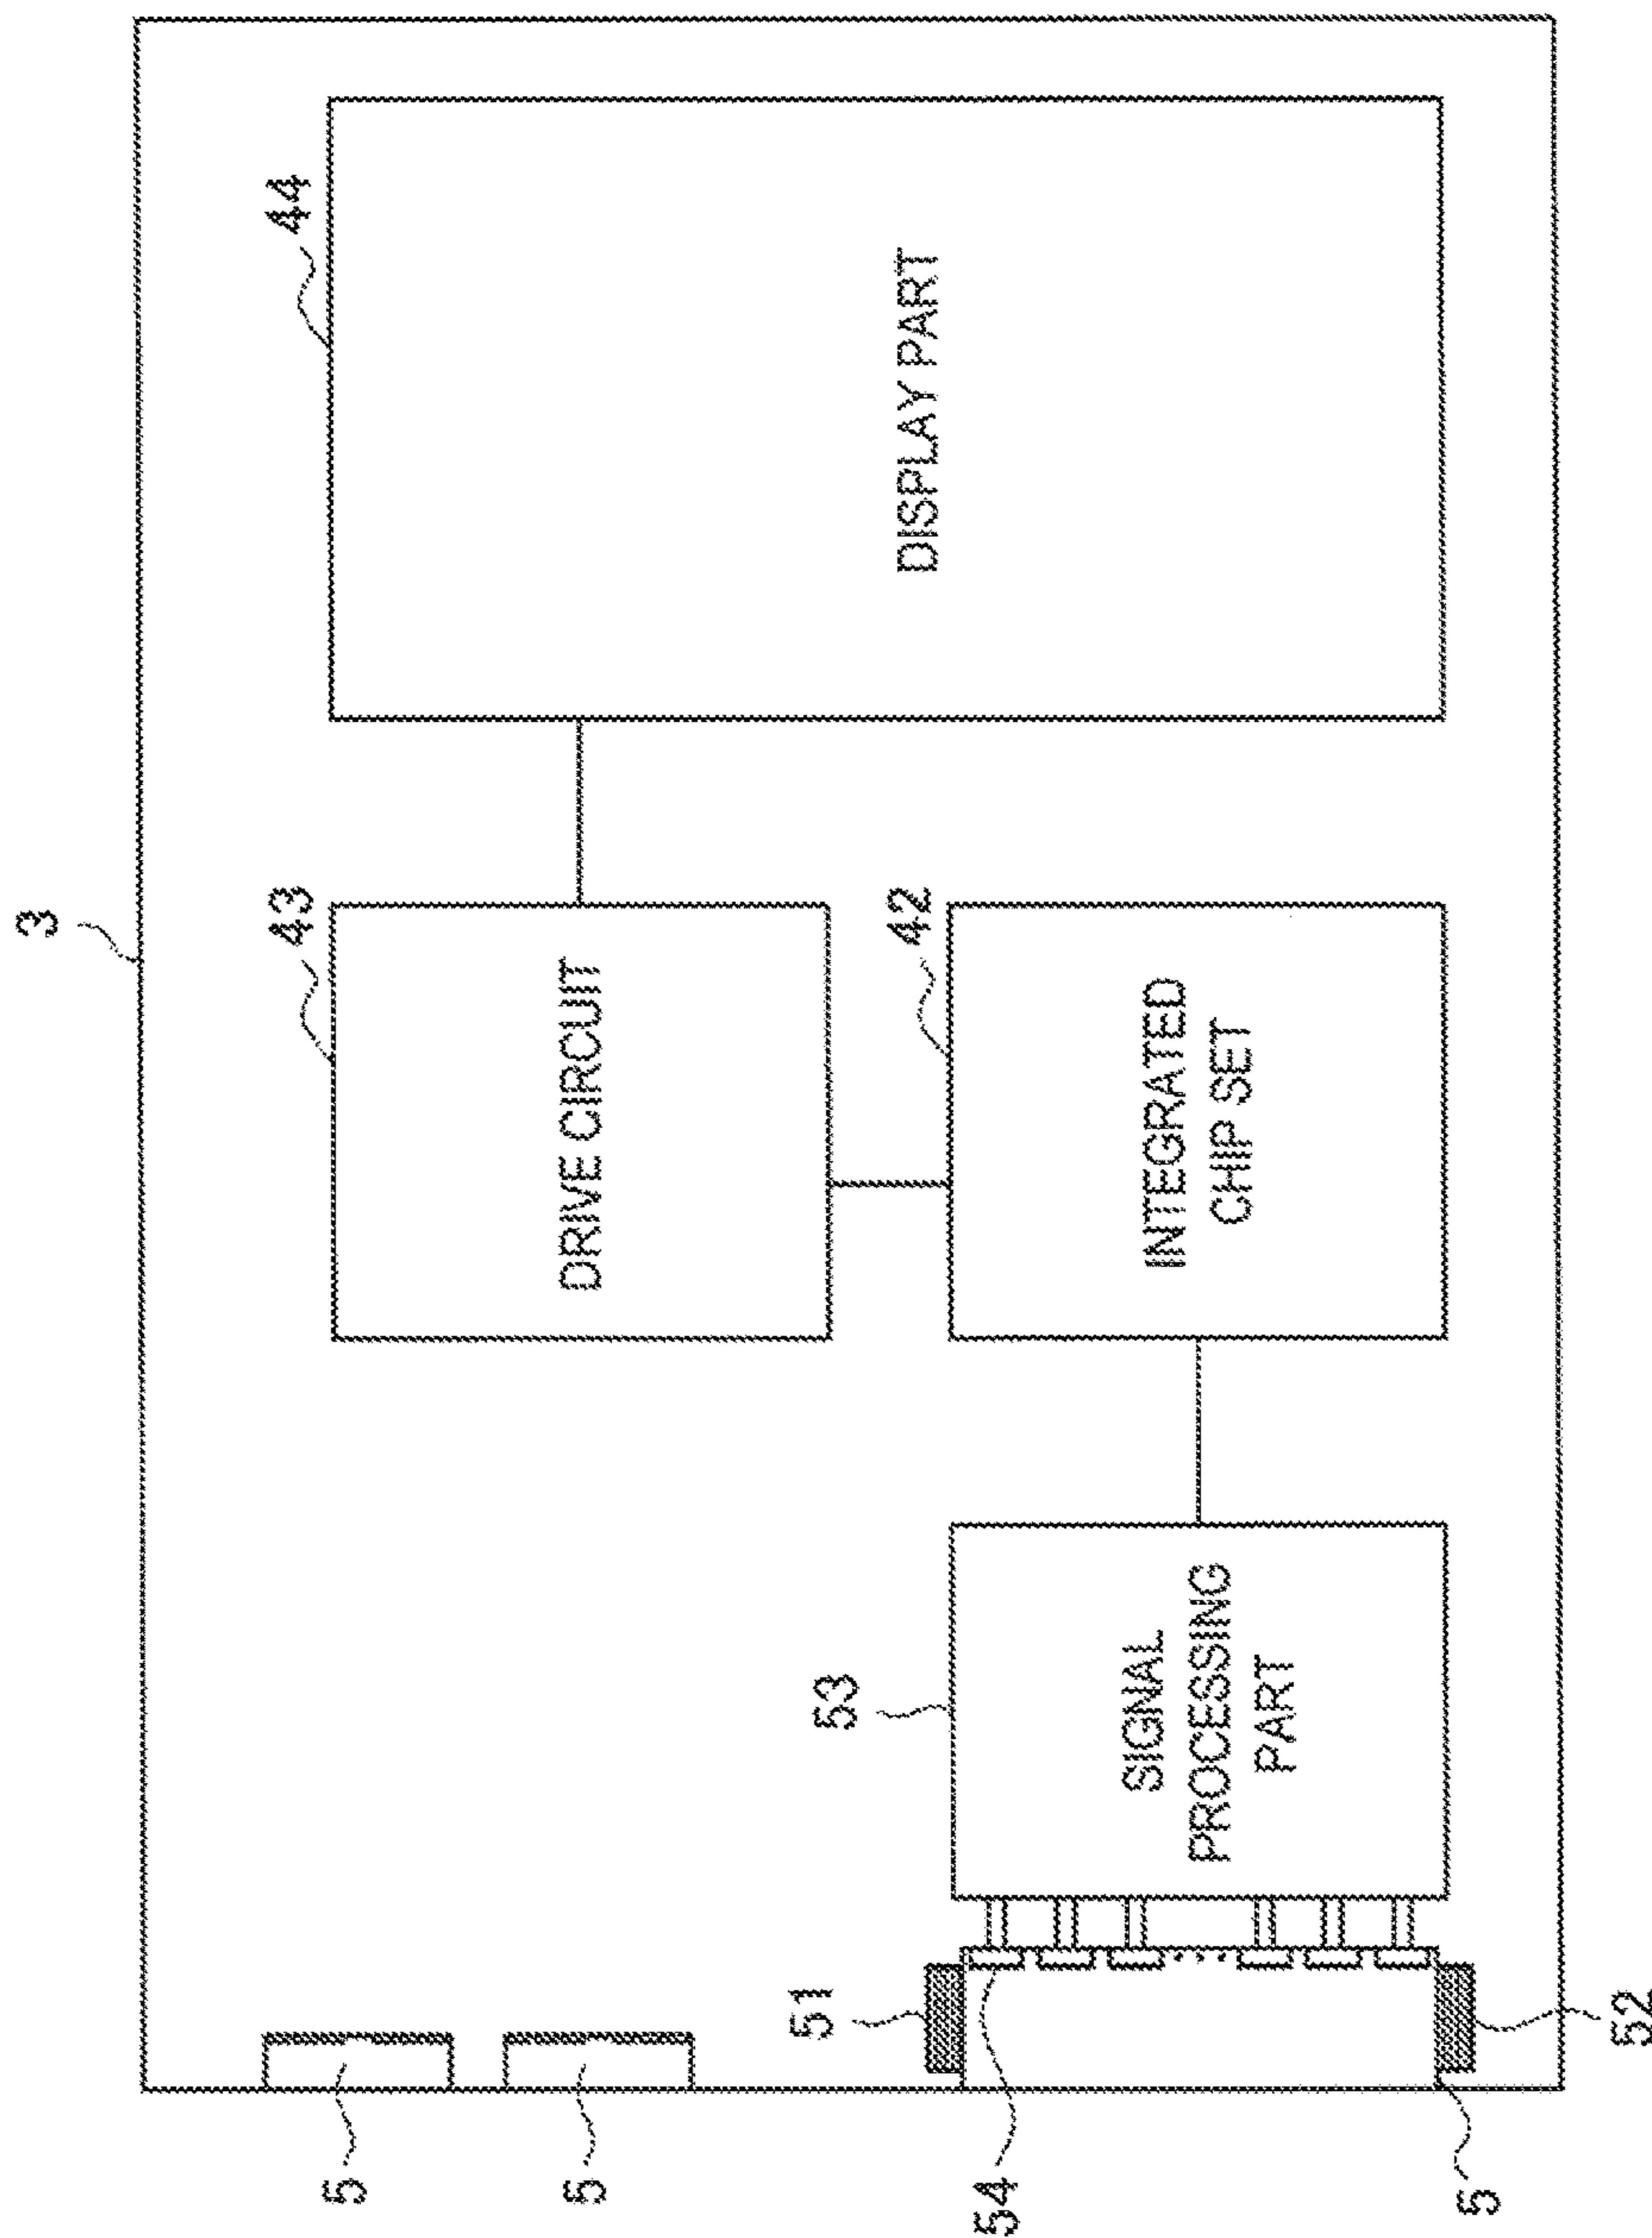 3
43
44
5
DRIVE CIRCUIT
5
51
53
42
DISPLAY PART
54
SIGNAL
PROCESSING
PART
INTEGRATED
CHIP SET
5
52